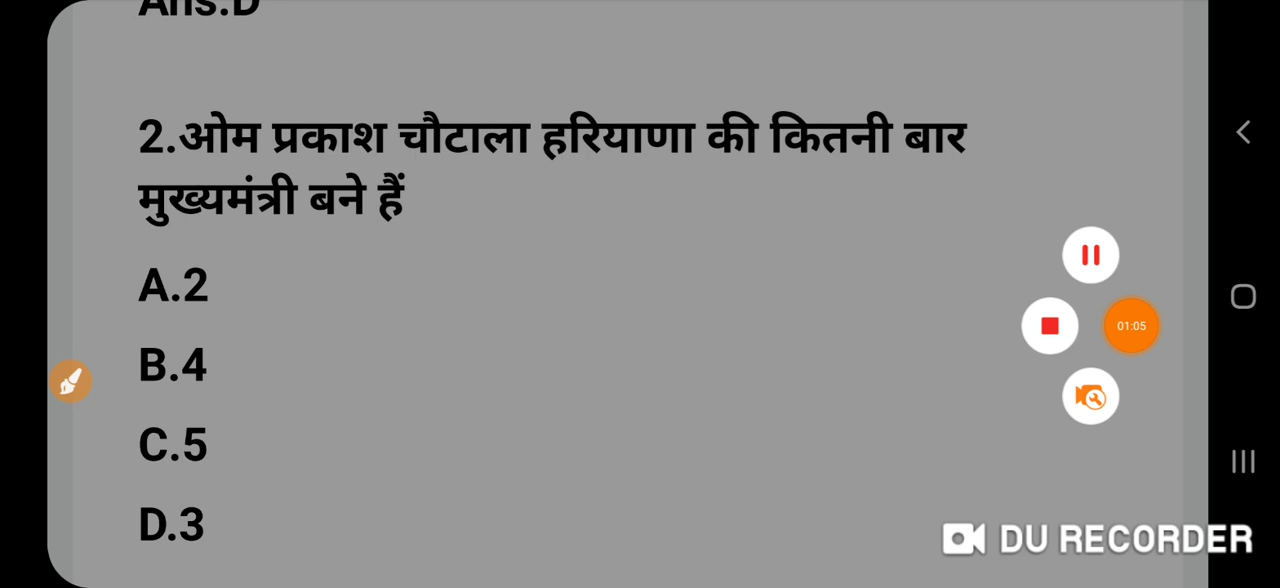 Ans.D
2.ओम प्रकाश चौटाला हरियाणा की कितनी बार
मुख्यमंत्री बने हैं
A.2
B.4
C.5
D.3
01:05
DU RECORDER